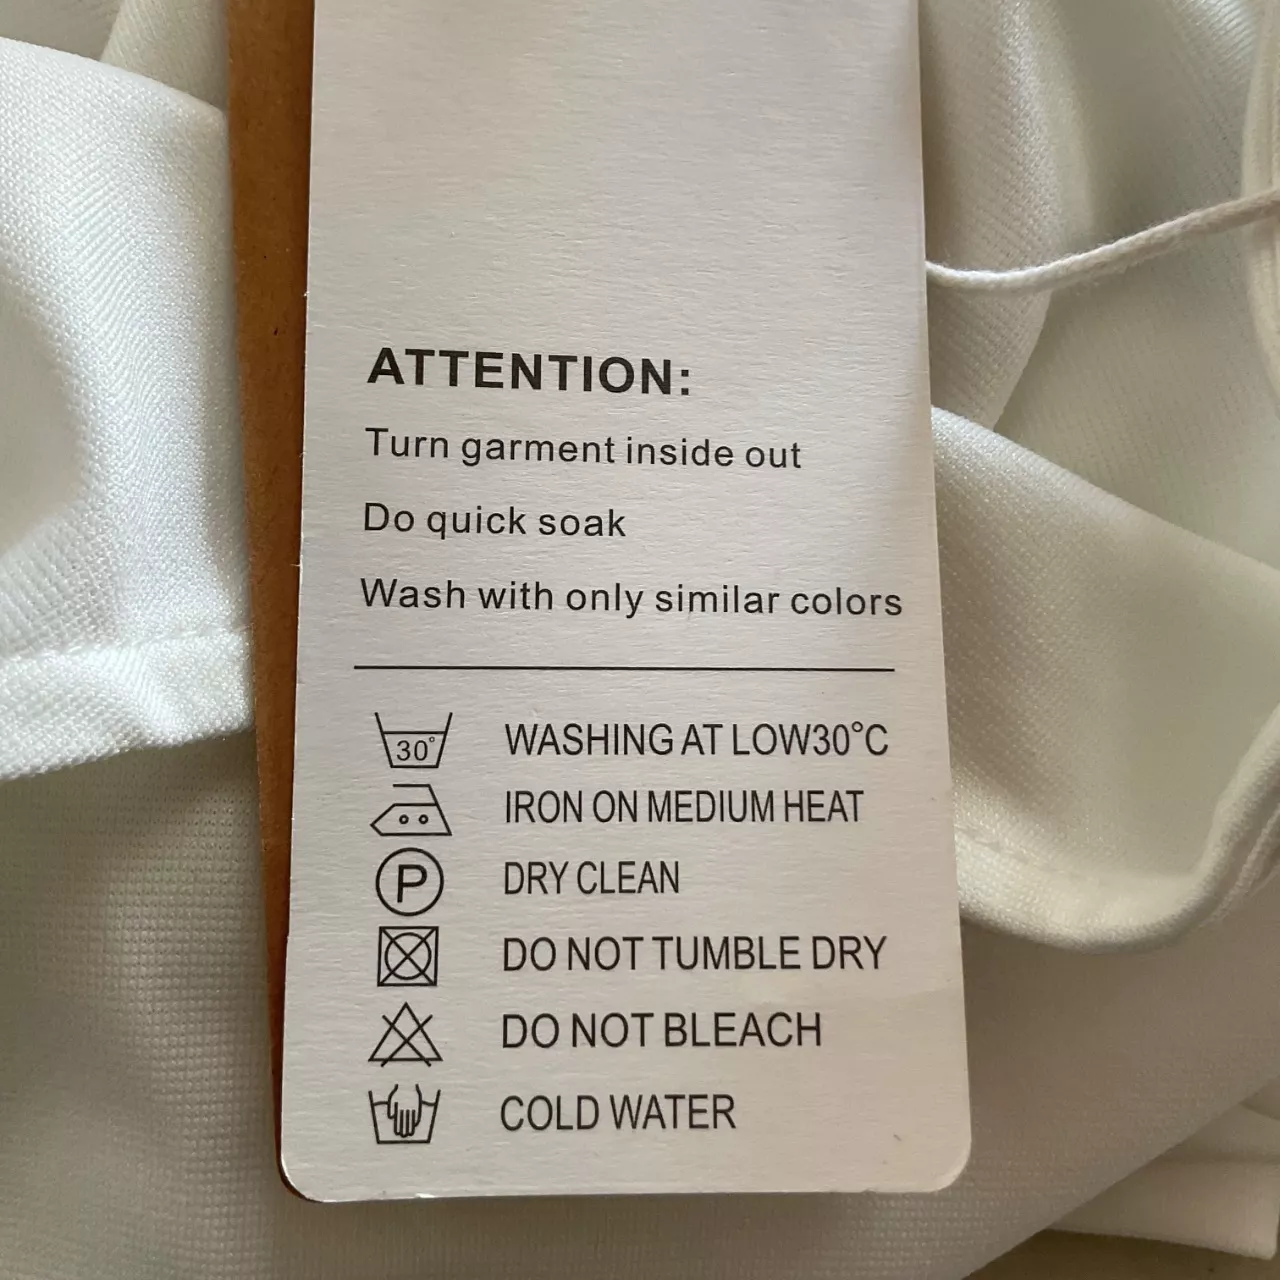 ATTENTION:
Turn garment inside out
Do quick soak
Wash with only similar colors
30° WASHING AT LOW30°C
IRON ON MEDIUM HEAT
P DRY CLEAN
DO NOT TUMBLE DRY
DO NOT BLEACH
COLD WATER